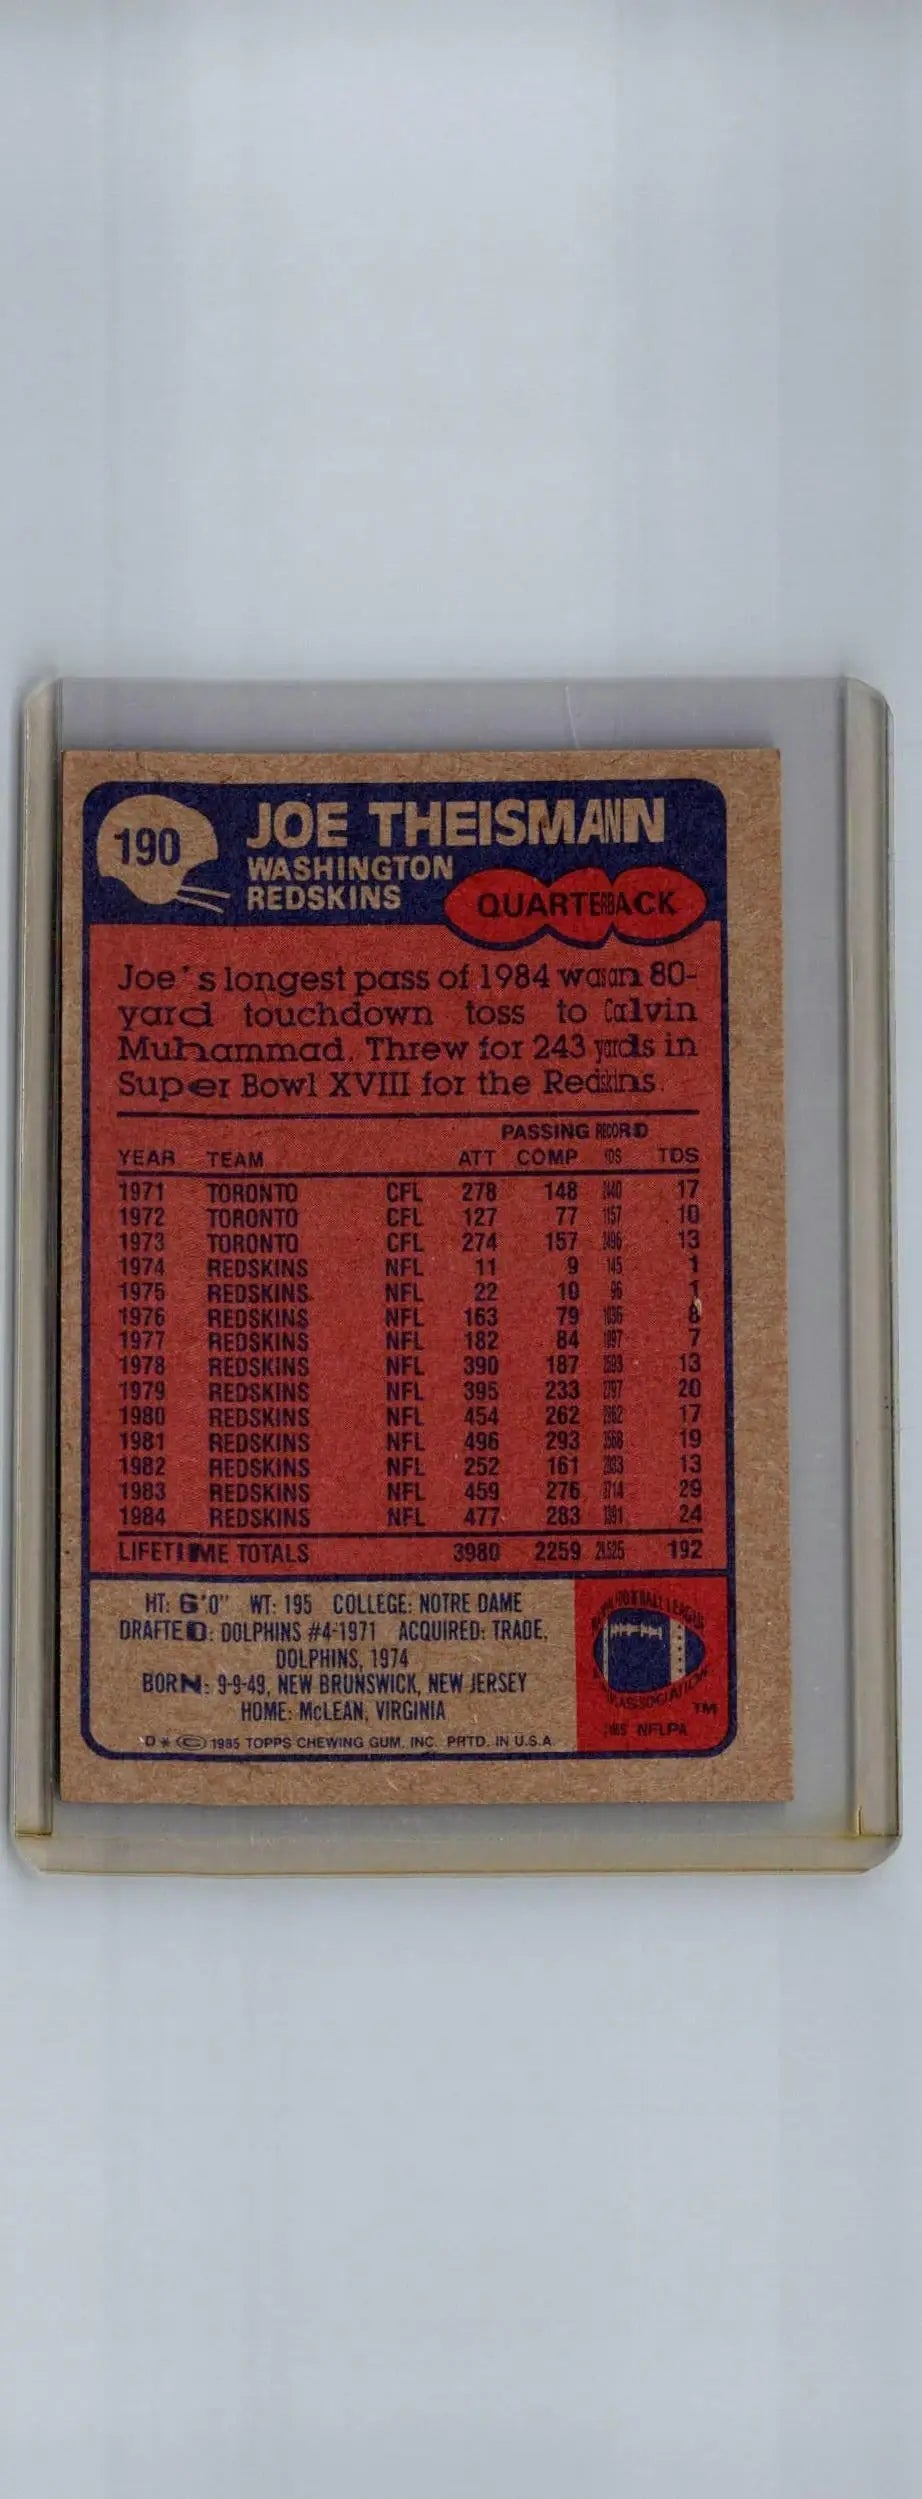 190
JOE THEISMANN
WASHINGTON
REDSKINS
QUARTERBACK
Joe's longest pass of 1984 was an 80-
yard touchdown toss to Calvin
Muhammad. Threw for 243 yards in
Super Bowl XVIII for the Redskins.
PASSING RECORD
YEAR TEAM ATT COMP YDS TDS
1971 TORONTO CFL 278 148 2440 17
1972 TORONTO CFL 127 77 1157 10
1973 TORONTO CFL 274 157 2496 13
1974 REDSKINS NFL 11 9 145 1
1975 REDSKINS NFL 22 10 96 1
1976 REDSKINS NFL 163 79 1036 8
1977 REDSKINS NFL 182 84 1097 7
1978 REDSKINS NFL 390 187 2593 13
1979 REDSKINS NFL 395 233 2797 20
1980 REDSKINS NFL 454 262 2962 17
1981 REDSKINS NFL 496 293 3568 19
1982 REDSKINS NFL 252 161 2033 13
1983 REDSKINS NFL 459 276 3714 29
1984 REDSKINS NFL 477 283 3391 24
LIFETIME TOTALS 3980 2259 29,525 192
HT: 6'0" WT: 195 COLLEGE: NOTRE DAME
DRAFTED: DOLPHINS #4-1971 ACQUIRED: TRADE,
DOLPHINS, 1974
BORN: 9-9-49, NEW BRUNSWICK, NEW JERSEY
HOME: McLEAN, VIRGINIA
D * © 1985 TOPPS CHEWING GUM, INC. PRTD. IN U.S.A.
FOOTBALL LEAGUE
ASSOCIATION
TM
1985 NFLPA